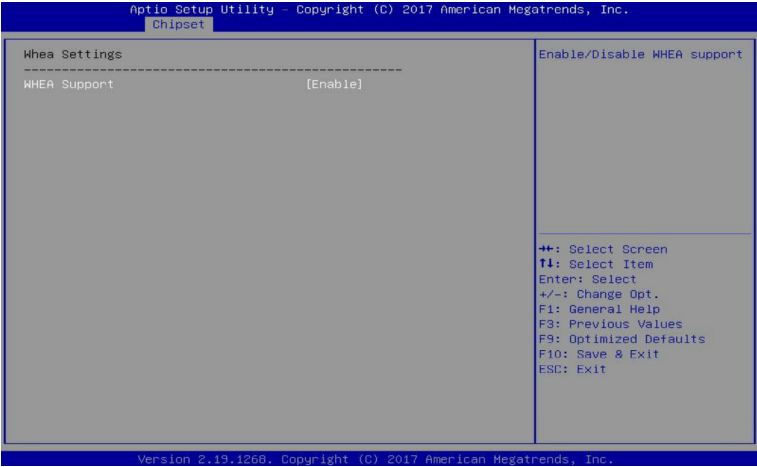 Aptio Setup Utility – Copyright (C) 2017 American Megatrends, Inc.
Chipset
Whea Settings
--------------------------------------------------
WHEA Support [Enable]
Enable/Disable WHEA support
→←: Select Screen
↑↓: Select Item
Enter: Select
+/-: Change Opt.
F1: General Help
F3: Previous Values
F9: Optimized Defaults
F10: Save & Exit
ESC: Exit
Version 2.19.1268. Copyright (C) 2017 American Megatrends, Inc.